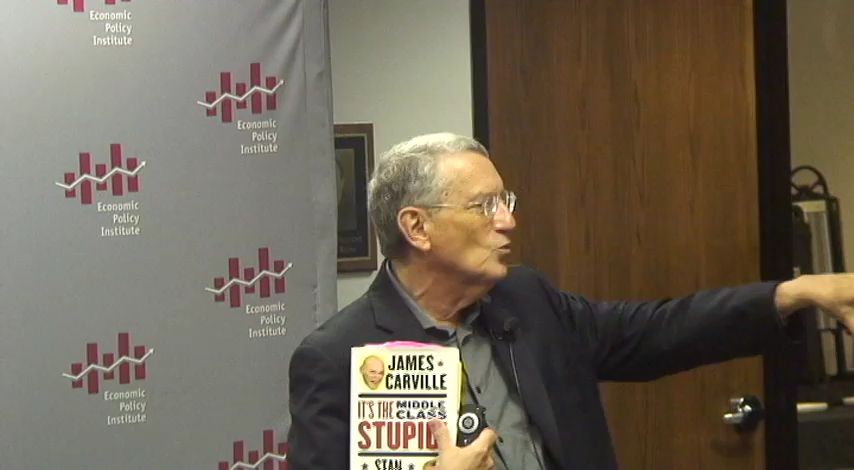 Economic
Policy
Institute
Economic
Policy
Institute
Economic
Policy
Institute
Economic
Policy
Institute
Economic
Policy
Institute
JAMES
CARVILLE
IT'S THE MIDDLE
CLASS
STUPID!
STAN